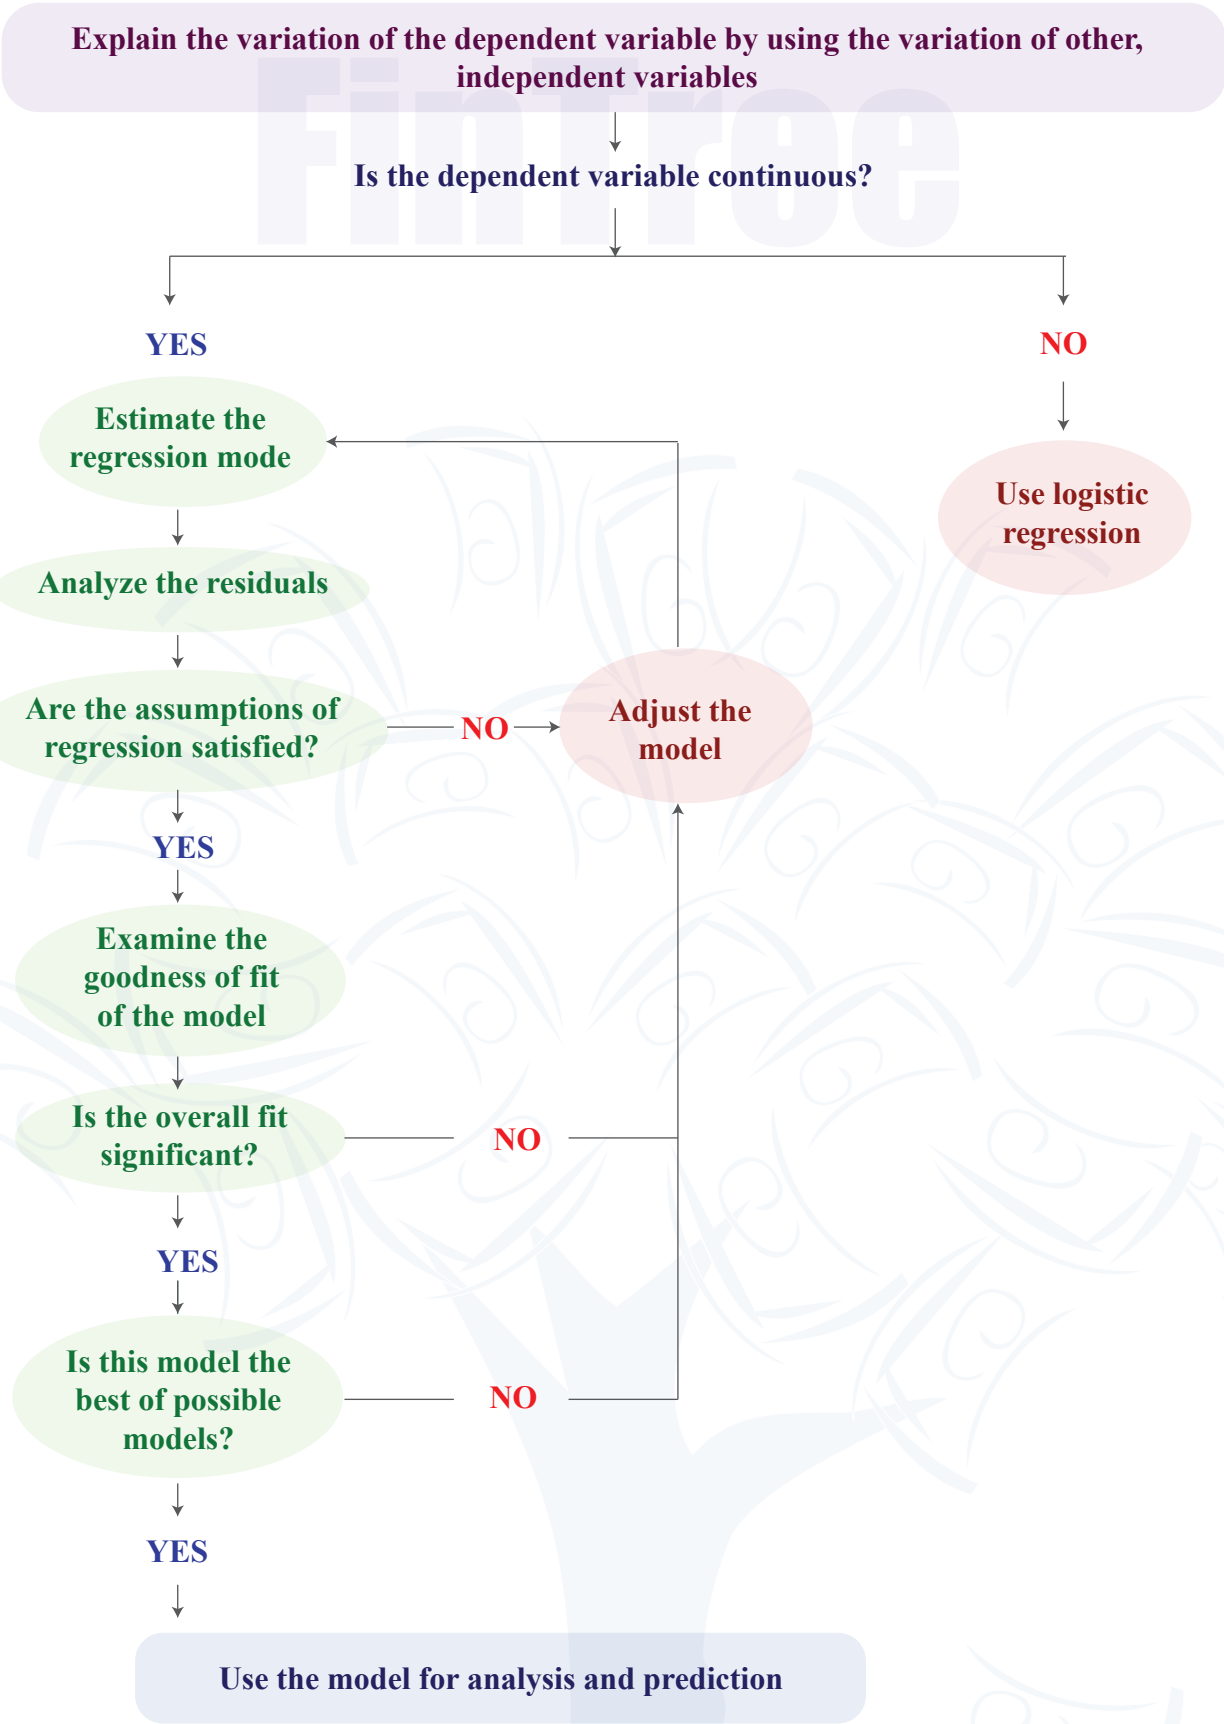 Explain the variation of the dependent variable by using the variation of other,
independent variables
FinTree
Is the dependent variable continuous?
YES
NO
Estimate the
regression mode
Use logistic
regression
Analyze the residuals
Are the assumptions of
regression satisfied?
NO
Adjust the
model
YES
Examine the
goodness of fit
of the model
Is the overall fit
significant?
NO
YES
Is this model the
best of possible
models?
NO
YES
Use the model for analysis and prediction